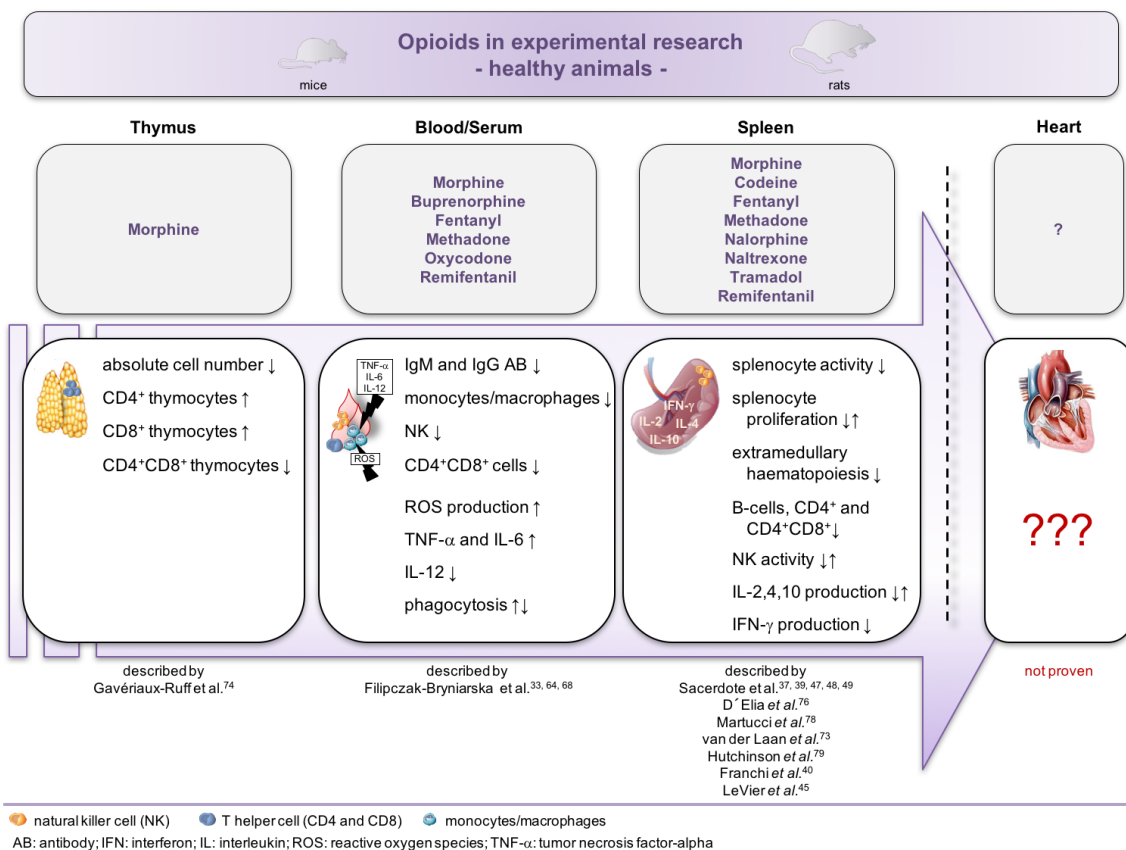 Opioids in experimental research
- healthy animals -
mice
rats
Thymus
Morphine
absolute cell number ↓
CD4⁺ thymocytes ↑
CD8⁺ thymocytes ↑
CD4⁺CD8⁺ thymocytes ↓
described by
Gavériaux-Ruff et al.⁷⁴
Blood/Serum
Morphine
Buprenorphine
Fentanyl
Methadone
Oxycodone
Remifentanil
TNF-α
IL-6
IL-12
ROS
IgM and IgG AB ↓
monocytes/macrophages ↓
NK ↓
CD4⁺CD8⁺ cells ↓
ROS production ↑
TNF-α and IL-6 ↑
IL-12 ↓
phagocytosis ↑↓
described by
Filipczak-Bryniarska et al.³³, ⁶⁴, ⁶⁸
Spleen
Morphine
Codeine
Fentanyl
Methadone
Nalorphine
Naltrexone
Tramadol
Remifentanil
IFN-γ
IL-2
IL-4
IL-10
splenocyte activity ↓
splenocyte
proliferation ↓↑
extramedullary
haematopoiesis ↓
B-cells, CD4⁺ and
CD4⁺CD8⁺↓
NK activity ↓↑
IL-2,4,10 production ↓↑
IFN-γ production ↓
described by
Sacerdote et al.³⁷, ³⁹, ⁴⁷, ⁴⁸, ⁴⁹
D´Elia et al.⁷⁶
Martucci et al.⁷⁸
van der Laan et al.⁷³
Hutchinson et al.⁷⁹
Franchi et al.⁴⁰
LeVier et al.⁴⁵
Heart
?
???
not proven
natural killer cell (NK)
T helper cell (CD4 and CD8)
monocytes/macrophages
AB: antibody; IFN: interferon; IL: interleukin; ROS: reactive oxygen species; TNF-α: tumor necrosis factor-alpha